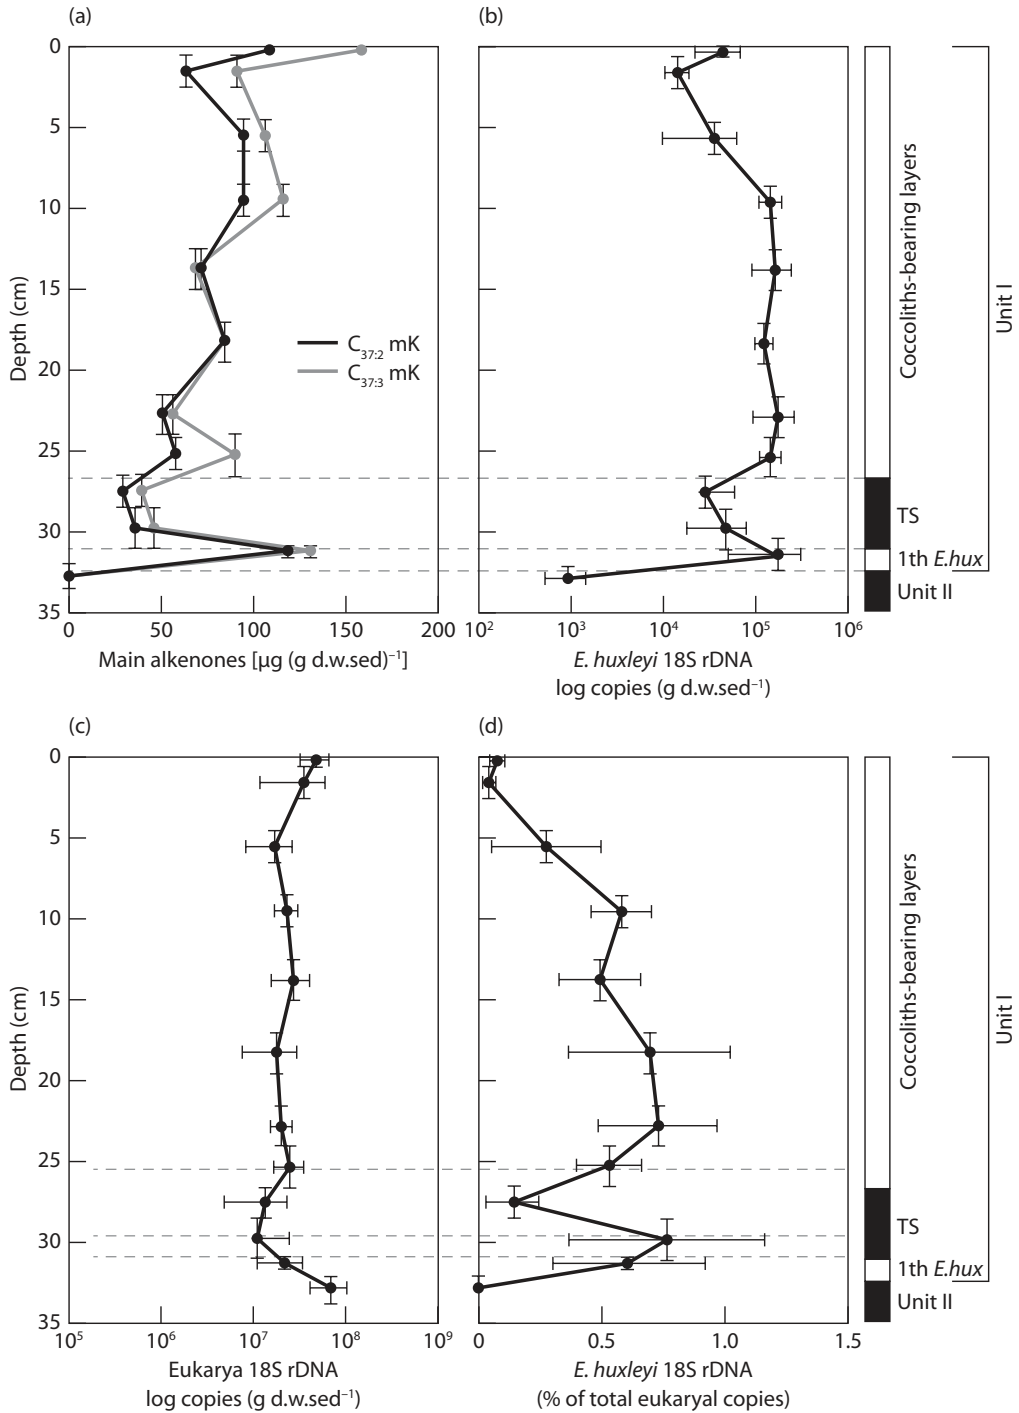 (a)
(b)
0
5
10
15
20
25
30
35
Depth (cm)
C37:2 mK
C37:3 mK
0
50
100
150
200
Main alkenones [µg (g d.w.sed)⁻¹]
10²
10³
10⁴
10⁵
10⁶
E. huxleyi 18S rDNA
log copies (g d.w.sed⁻¹)
Coccoliths-bearing layers
TS
1th E.hux
Unit II
Unit I
(c)
(d)
0
5
10
15
20
25
30
35
Depth (cm)
10⁵
10⁶
10⁷
10⁸
10⁹
Eukarya 18S rDNA
log copies (g d.w.sed⁻¹)
0
0.5
1.0
1.5
E. huxleyi 18S rDNA
(% of total eukaryal copies)
Coccoliths-bearing layers
TS
1th E.hux
Unit II
Unit I